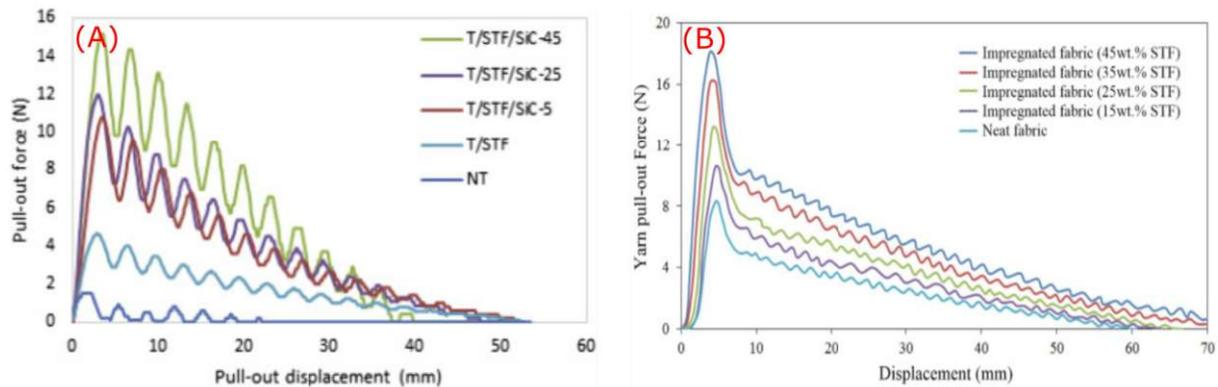 (A)
16
14
12
10
8
6
4
2
0
Pull-out force (N)
T/STF/SiC-45
T/STF/SiC-25
T/STF/SiC-5
T/STF
NT
0 10 20 30 40 50 60
Pull-out displacement (mm)
(B)
20
16
12
8
4
0
Yarn pull-out Force (N)
Impregnated fabric (45wt.% STF)
Impregnated fabric (35wt.% STF)
Impregnated fabric (25wt.% STF)
Impregnated fabric (15wt.% STF)
Neat fabric
0 10 20 30 40 50 60 70
Displacement (mm)